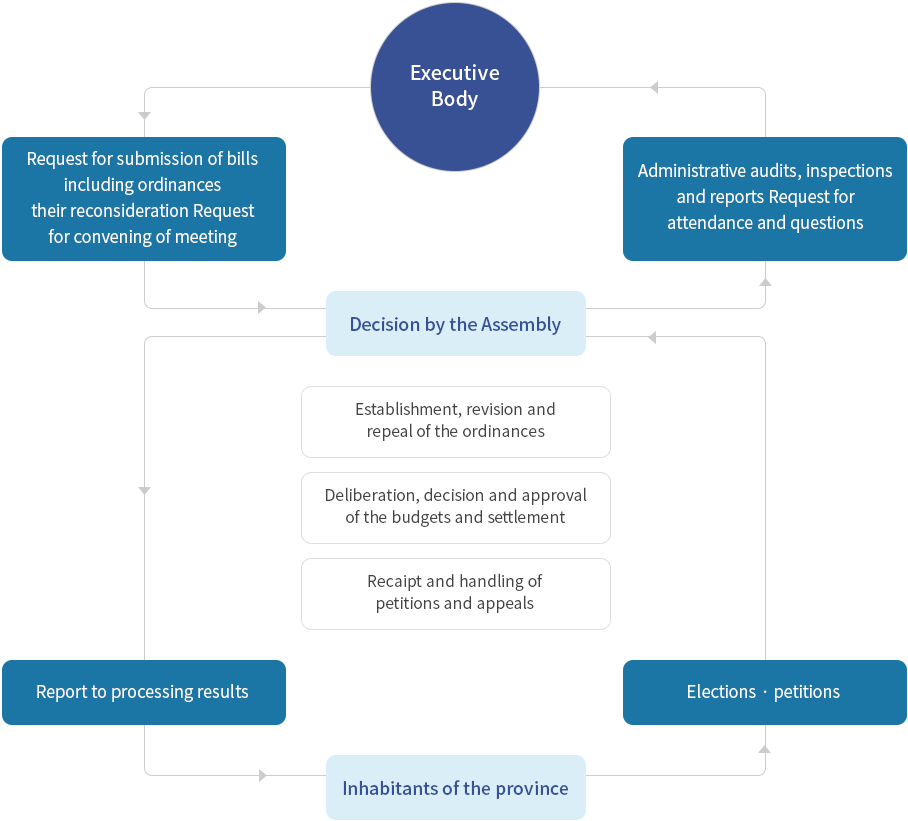 Executive
Body
Request for submission of bills
including ordinances
their reconsideration Request
for convening of meeting
Administrative audits, inspections
and reports Request for
attendance and questions
Decision by the Assembly
Establishment, revision and
repeal of the ordinances
Deliberation, decision and approval
of the budgets and settlement
Recaipt and handling of
petitions and appeals
Report to processing results
Elections · petitions
Inhabitants of the province